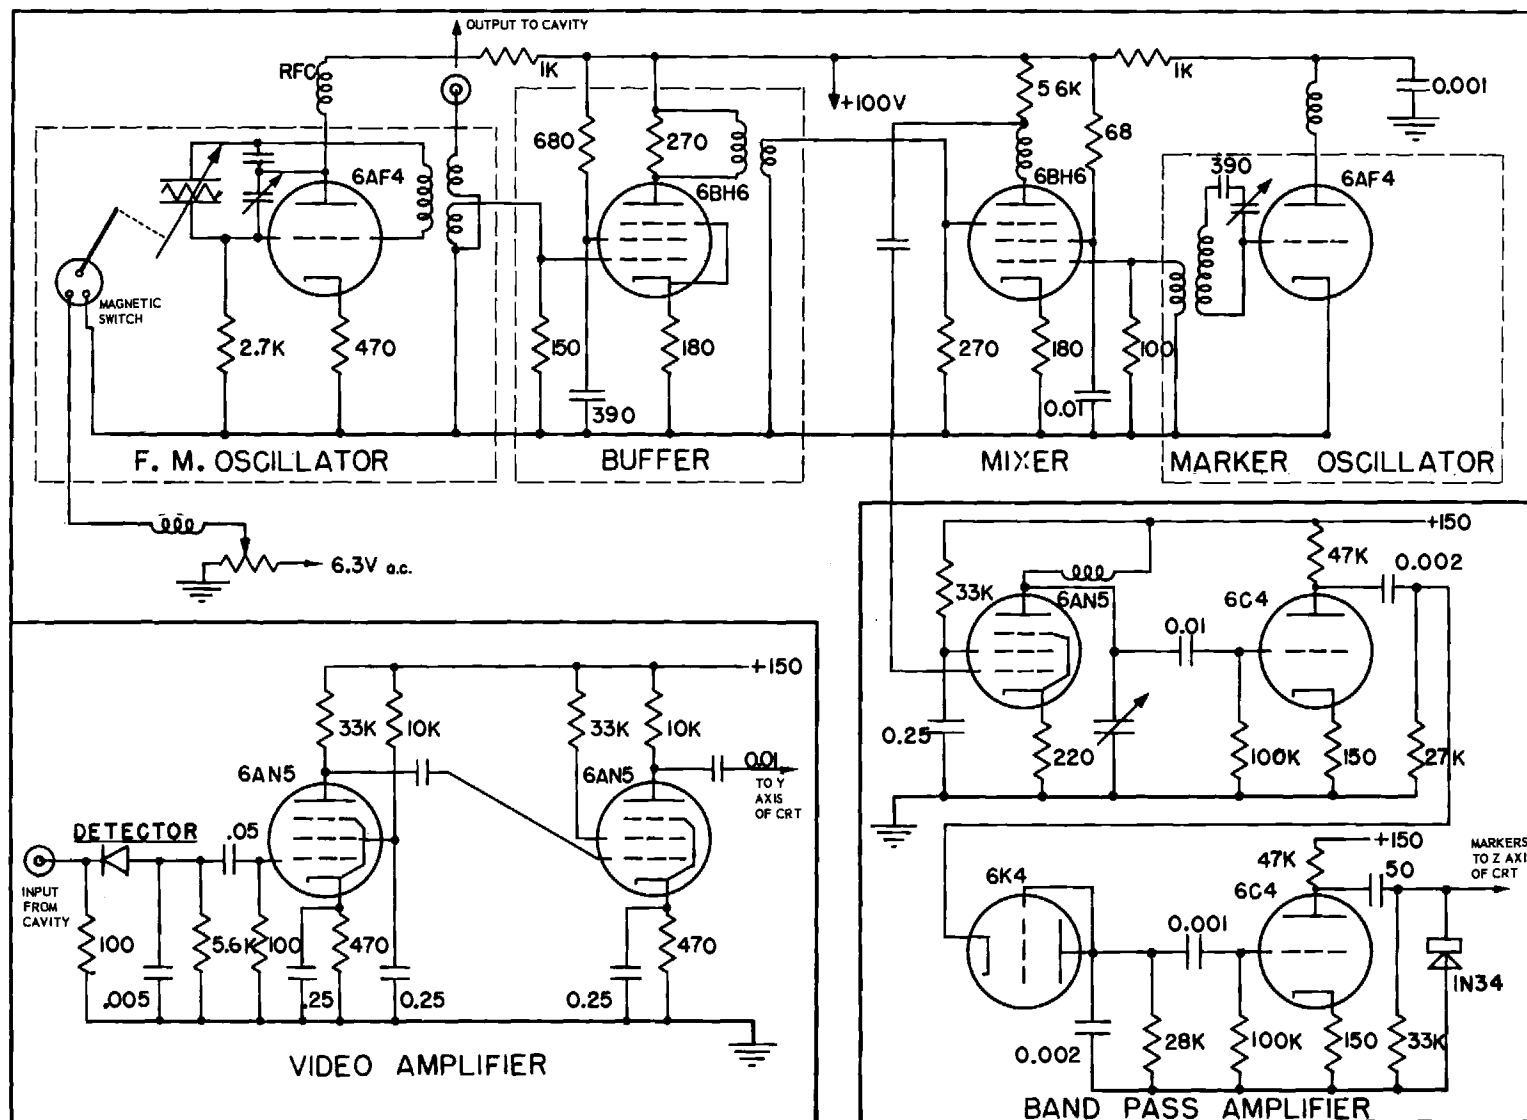 OUTPUT TO CAVITY
RFC
1K
+100V
5.6K
1K
0.001
680
270
68
390
6AF4
6BH6
6BH6
6AF4
MAGNETIC
SWITCH
2.7K
470
150
180
270
180
100
390
0.01
F. M. OSCILLATOR
BUFFER
MIXER
MARKER OSCILLATOR
6.3V a.c.
+150
47K
0.002
33K
6AN5
6C4
0.01
0.25
220
100K
150
27K
+150
33K
10K
33K
10K
6AN5
6AN5
0.01
TO Y
AXIS
OF CRT
DETECTOR
.05
INPUT
FROM
CAVITY
100
5.6K
100
470
470
.005
.25
0.25
0.25
VIDEO AMPLIFIER
+150
47K
50
MARKERS
TO Z AXI
OF CRT
6K4
6C4
0.001
1N34
0.002
28K
100K
150
33K
BAND PASS AMPLIFIER